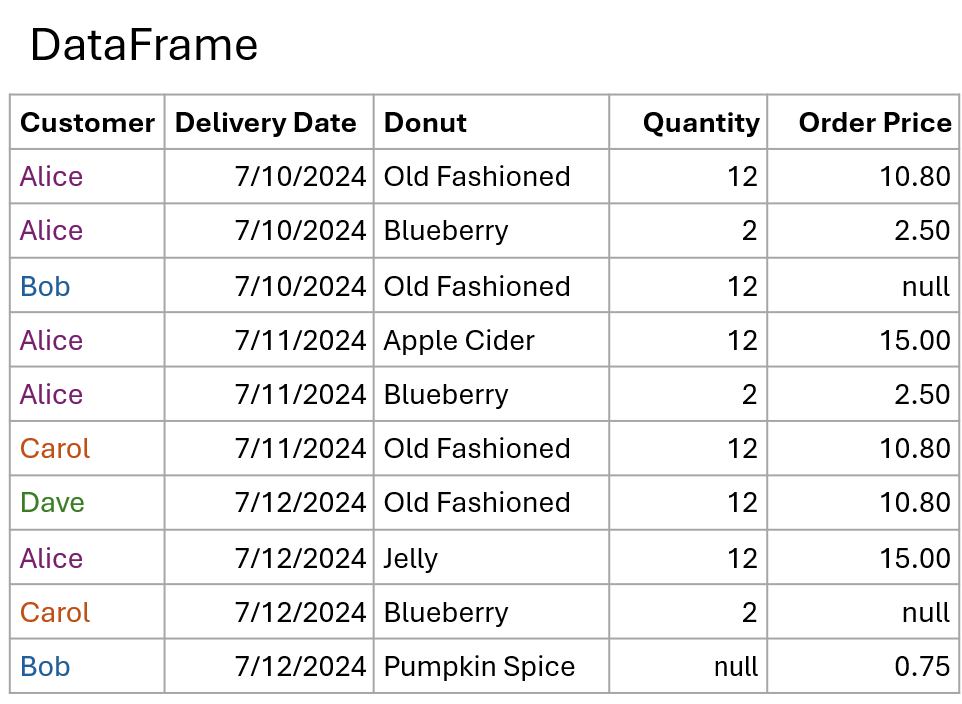 DataFrame
Customer Delivery Date Donut Quantity Order Price
Alice 7/10/2024 Old Fashioned 12 10.80
Alice 7/10/2024 Blueberry 2 2.50
Bob 7/10/2024 Old Fashioned 12 null
Alice 7/11/2024 Apple Cider 12 15.00
Alice 7/11/2024 Blueberry 2 2.50
Carol 7/11/2024 Old Fashioned 12 10.80
Dave 7/12/2024 Old Fashioned 12 10.80
Alice 7/12/2024 Jelly 12 15.00
Carol 7/12/2024 Blueberry 2 null
Bob 7/12/2024 Pumpkin Spice null 0.75